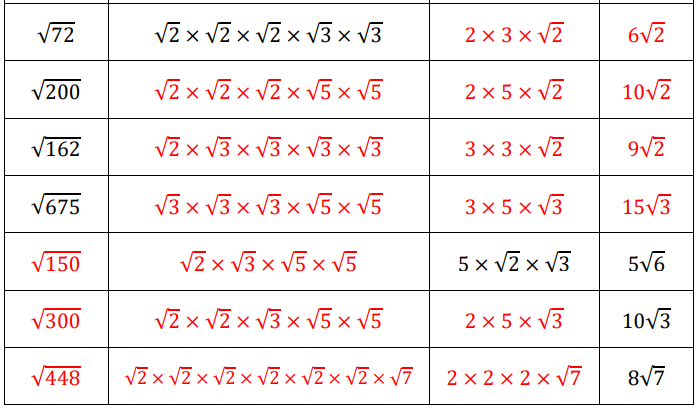 √72 √2 × √2 × √2 × √3 × √3 2 × 3 × √2 6√2
√200 √2 × √2 × √2 × √5 × √5 2 × 5 × √2 10√2
√162 √2 × √3 × √3 × √3 × √3 3 × 3 × √2 9√2
√675 √3 × √3 × √3 × √5 × √5 3 × 5 × √3 15√3
√150 √2 × √3 × √5 × √5 5 × √2 × √3 5√6
√300 √2 × √2 × √3 × √5 × √5 2 × 5 × √3 10√3
√448 √2 × √2 × √2 × √2 × √2 × √2 × √7 2 × 2 × 2 × √7 8√7